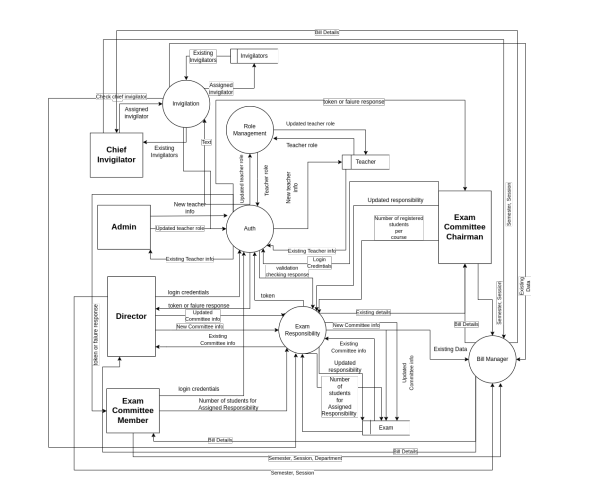 Bill Details
Existing
Invigilators
Invigilators
Assigned
invigilator
Check chief invigilator
Invigilation
Assigned
invigilator
token or faiure response
Updated teacher role
Role
Management
Teacher role
Text
Chief
Invigilator
Existing
Invigilators
Teacher
Updated teacher role
Teacher role
New teacher
info
Semester, Session
Updated responsibility
New teacher
info
Admin
Updated teacher role
Auth
Number of registered
students
per
course
Exam
Committee
Chairman
Existing Teacher info
Existing Teacher info
Login
Credntials
validation
checking response
Existing
Data
login credentials
token
Semester, Session
token or faiure response
Director
Updated
Committee info
Existing details
New Committee info
Exam
Responsibility
New Committee info
Bill Details
token or faiure response
Existing
Committee info
Existing
Committee info
Existing Data
Bill Manager
Updated
responsibility
Updated
Committee info
Number
of
students
for
Assigned
Responsibility
login credentials
Exam
Committee
Member
Number of students for
Assigned Responsibility
Exam
Bill Details
Bill Details
Semester, Session, Department
Semester, Session